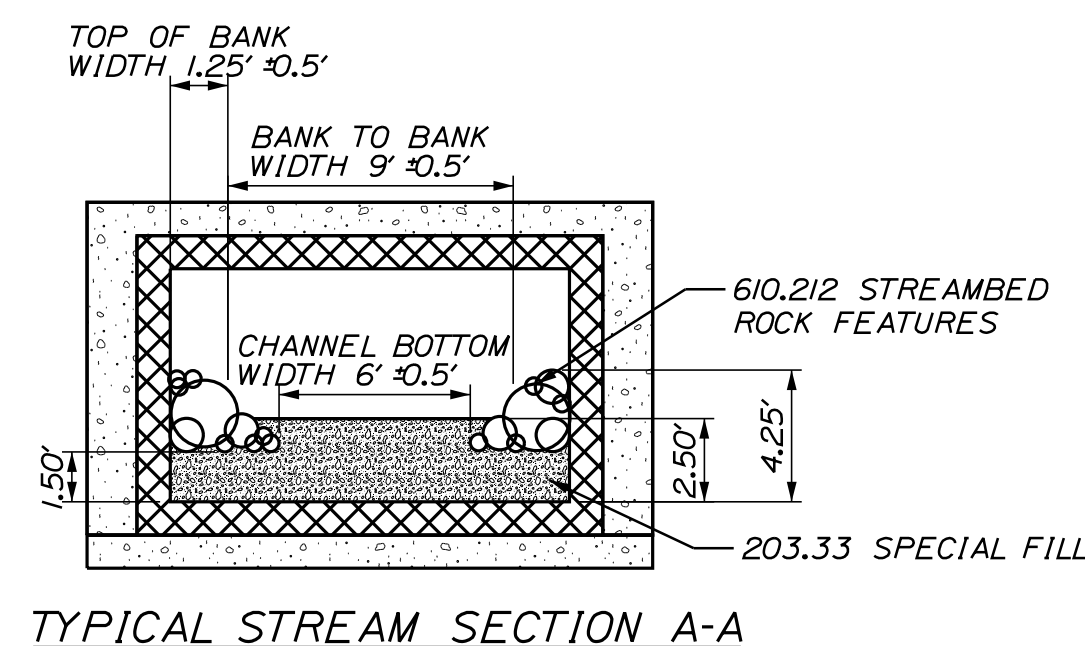 TOP OF BANK
WIDTH 1.25' ±0.5'
BANK TO BANK
WIDTH 9' ±0.5'
610.212 STREAMBED
ROCK FEATURES
CHANNEL BOTTOM
WIDTH 6' ±0.5'
1.50'
2.50'
4.25'
203.33 SPECIAL FILL
TYPICAL STREAM SECTION A-A